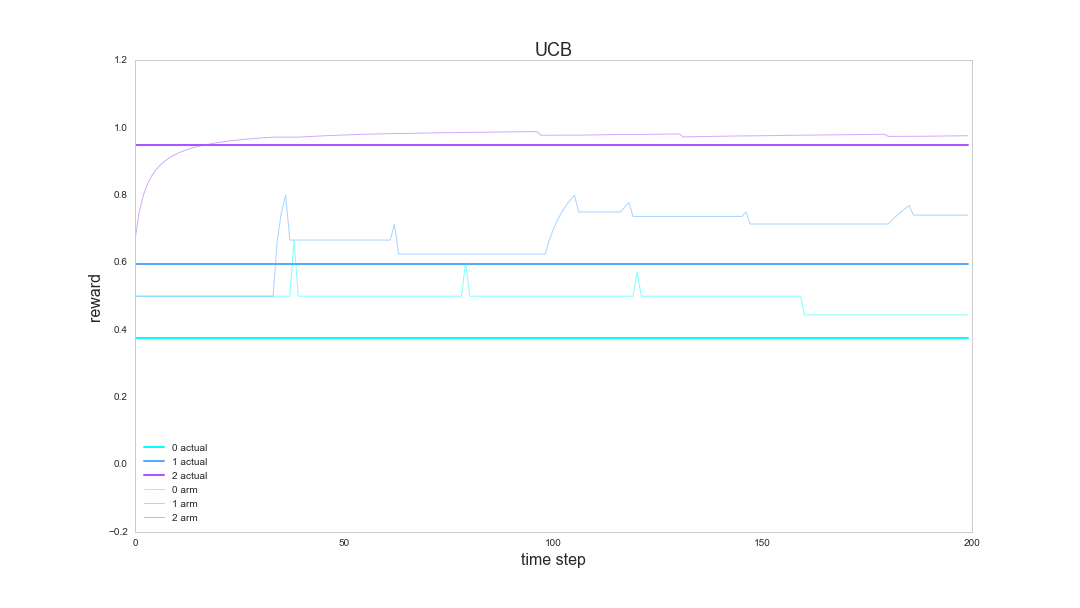 UCB
1.2
1.0
0.8
0.6
0.4
0.2
0.0
−0.2
reward
0 actual
1 actual
2 actual
0 arm
1 arm
2 arm
0
50
100
150
200
time step